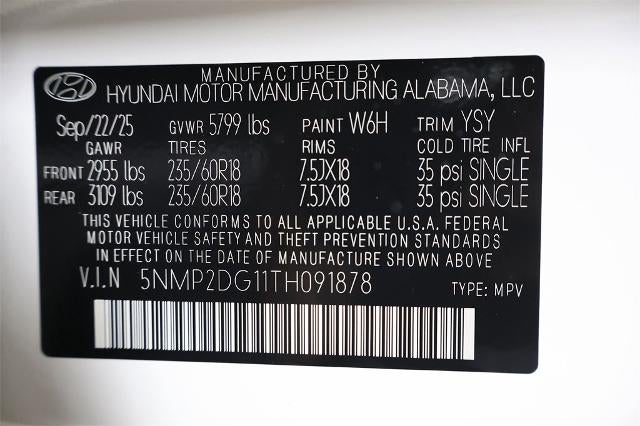 MANUFACTURED BY
HYUNDAI MOTOR MANUFACTURING ALABAMA, LLC
Sep/22/25 GVWR 5799 lbs PAINT W6H TRIM YSY
GAWR TIRES RIMS COLD TIRE INFL
FRONT 2955 lbs 235/60R18 7.5JX18 35 psi SINGLE
REAR 3109 lbs 235/60R18 7.5JX18 35 psi SINGLE
THIS VEHICLE CONFORMS TO ALL APPLICABLE U.S.A. FEDERAL
MOTOR VEHICLE SAFETY AND THEFT PREVENTION STANDARDS
IN EFFECT ON THE DATE OF MANUFACTURE SHOWN ABOVE.
V.I.N 5NMP2DG11TH091878 TYPE: MPV